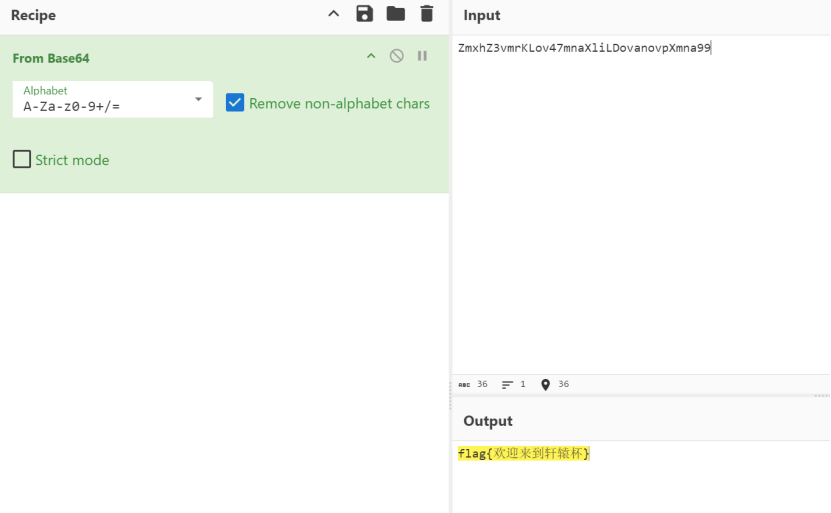 Recipe
From Base64
Alphabet
A-Za-z0-9+/=
Remove non-alphabet chars
Strict mode
Input
ZmxhZ3vmrKLov47mnaXliLDovanovpXmna99
ABC 36 1 36
Output
flag{欢迎来到轩辕杯}